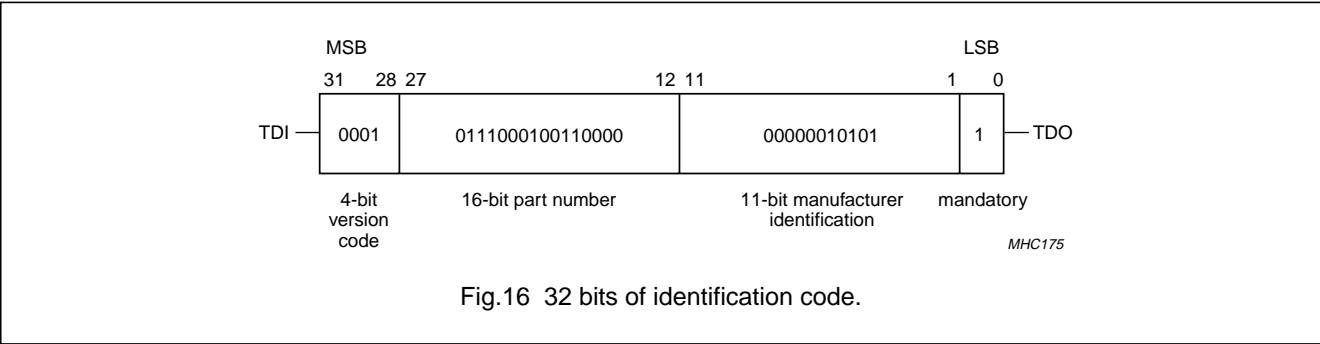 MSB LSB
31 28 27 12 11 1 0
TDI 0001 0111000100110000 00000010101 1 TDO
4-bit 16-bit part number 11-bit manufacturer mandatory
version identification
code
MHC175
Fig.16 32 bits of identification code.